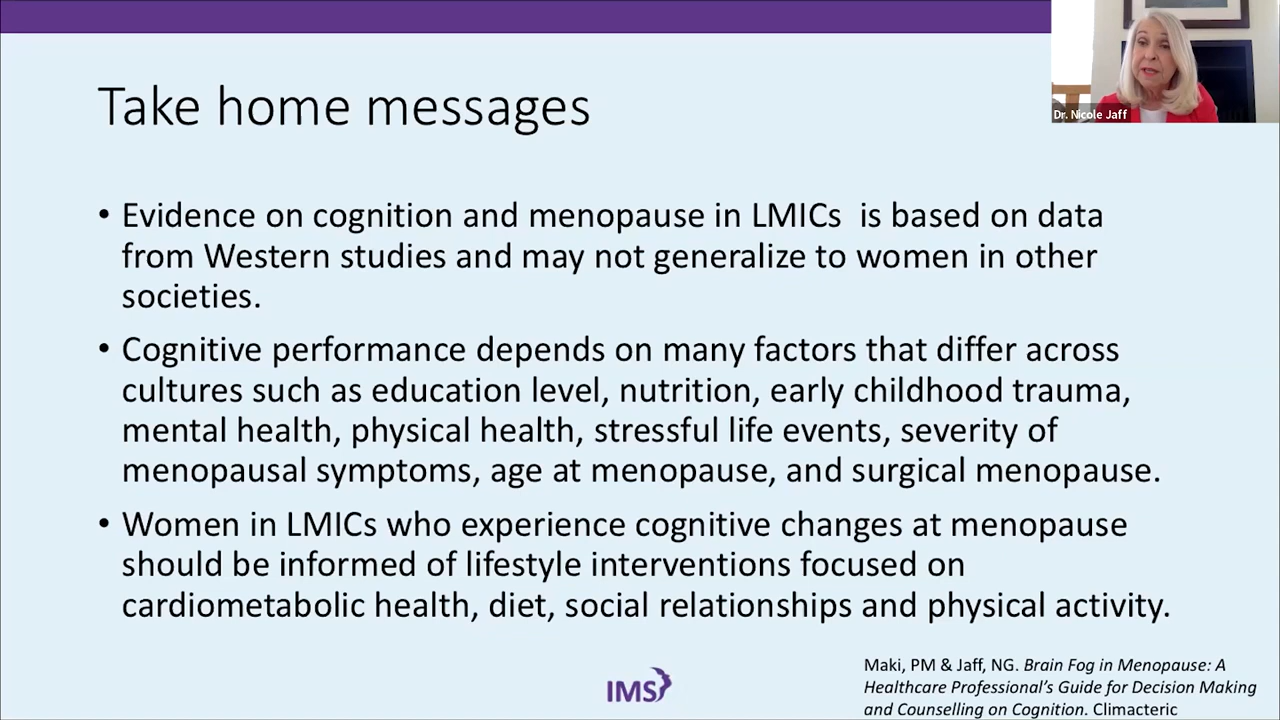 Dr. Nicole Jaff
Take home messages
• Evidence on cognition and menopause in LMICs  is based on data
from Western studies and may not generalize to women in other
societies.
• Cognitive performance depends on many factors that differ across
cultures such as education level, nutrition, early childhood trauma,
mental health, physical health, stressful life events, severity of
menopausal symptoms, age at menopause, and surgical menopause.
• Women in LMICs who experience cognitive changes at menopause
should be informed of lifestyle interventions focused on
cardiometabolic health, diet, social relationships and physical activity.
IMS
Maki, PM & Jaff, NG. Brain Fog in Menopause: A
Healthcare Professional's Guide for Decision Making
and Counselling on Cognition. Climacteric